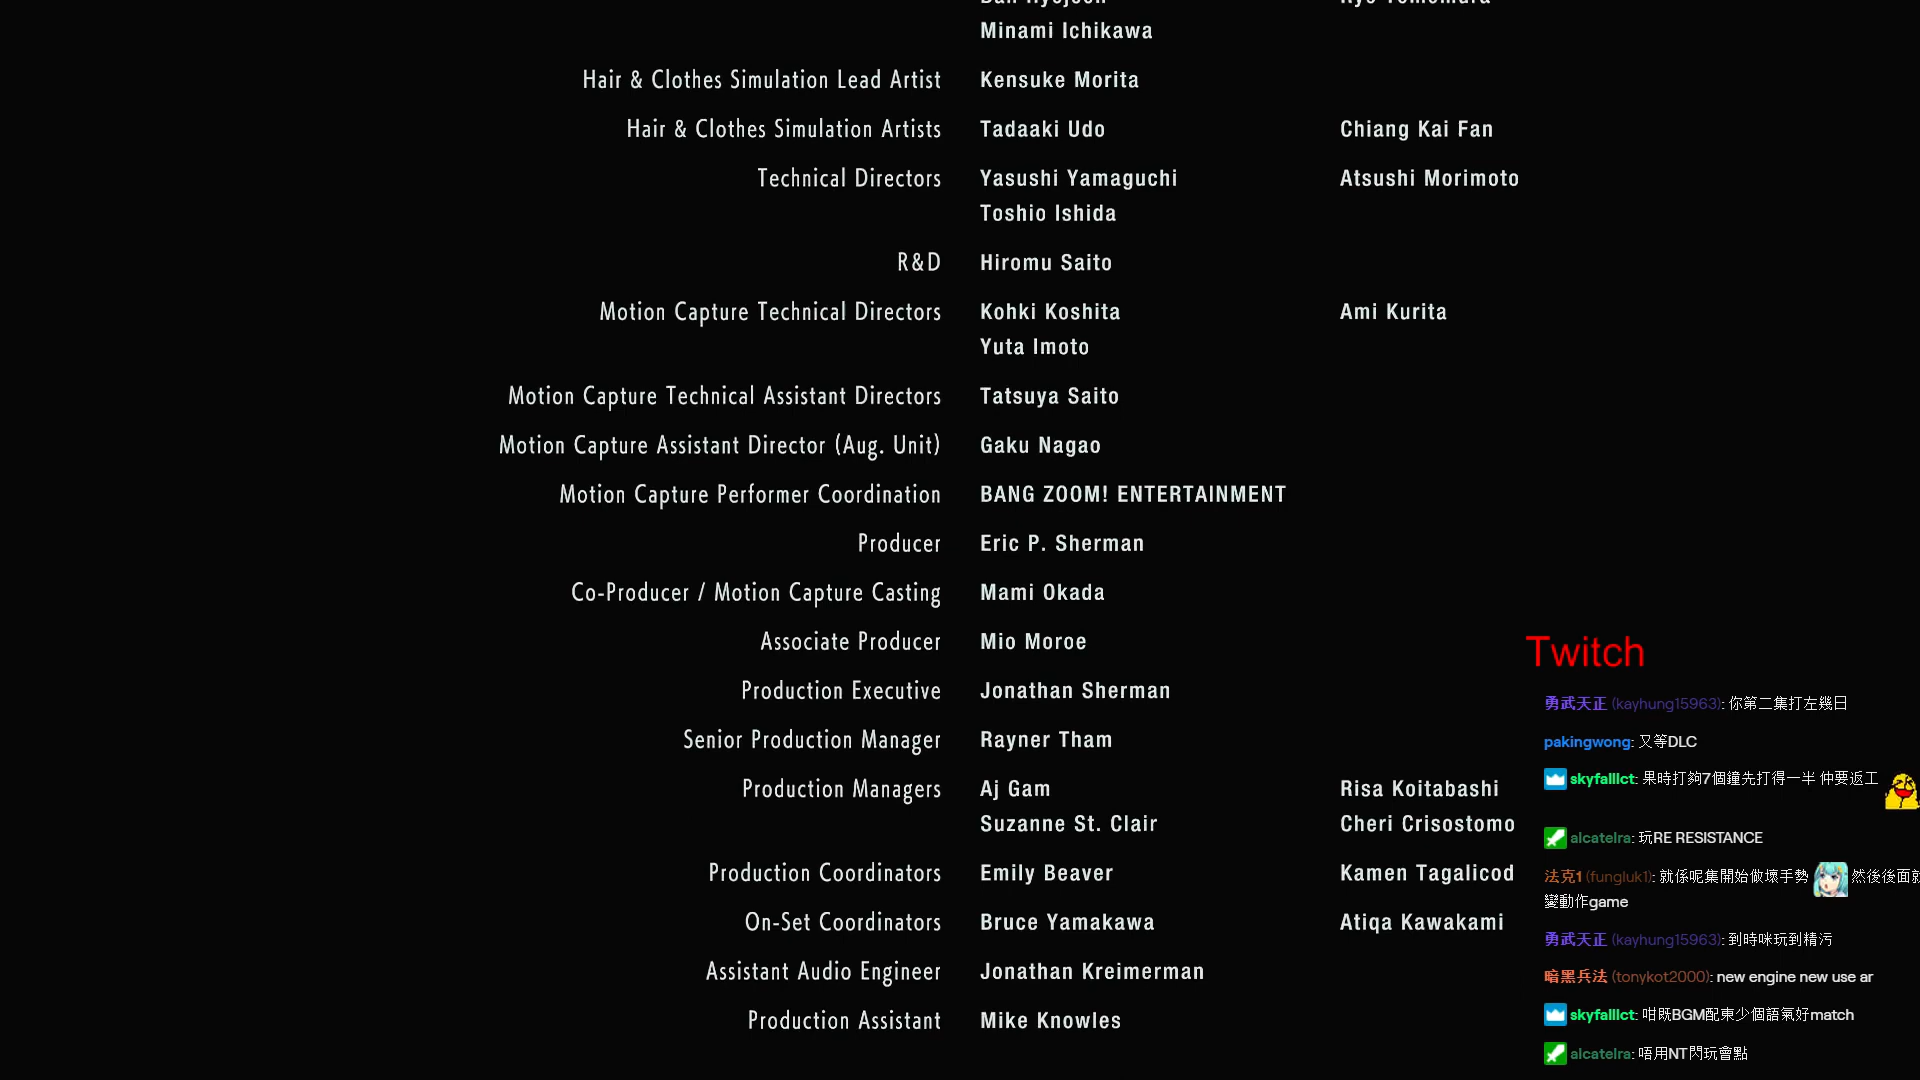 Minami Ichikawa
Hair & Clothes Simulation Lead Artist Kensuke Morita
Hair & Clothes Simulation Artists Tadaaki Udo Chiang Kai Fan
Technical Directors Yasushi Yamaguchi Atsushi Morimoto
Toshio Ishida
R&D Hiromu Saito
Motion Capture Technical Directors Kohki Koshita Ami Kurita
Yuta Imoto
Motion Capture Technical Assistant Directors Tatsuya Saito
Motion Capture Assistant Director (Aug. Unit) Gaku Nagao
Motion Capture Performer Coordination BANG ZOOM! ENTERTAINMENT
Producer Eric P. Sherman
Co-Producer / Motion Capture Casting Mami Okada
Associate Producer Mio Moroe
Production Executive Jonathan Sherman
Senior Production Manager Rayner Tham
Production Managers Aj Gam Risa Koitabashi
Suzanne St. Clair Cheri Crisostomo
Production Coordinators Emily Beaver Kamen Tagalicod
On-Set Coordinators Bruce Yamakawa Atiqa Kawakami
Assistant Audio Engineer Jonathan Kreimerman
Production Assistant Mike Knowles
Twitch
勇武天正 (kayhung15963): 你第二集打左幾日
pakingwong: 又等DLC
skyfalllct: 果時打夠7個鐘先打得一半 仲要返工
alcatelra: 玩RE RESISTANCE
法克1 (fungluk1): 就係呢集開始做壞手勢 然後後面就
變動作game
勇武天正 (kayhung15963): 到時咪玩到精污
暗黑兵法 (tonykot2000): new engine new use ar
skyfalllct: 咁既BGM配東少個語氣好match
alcatelra: 唔用NT閃玩會點